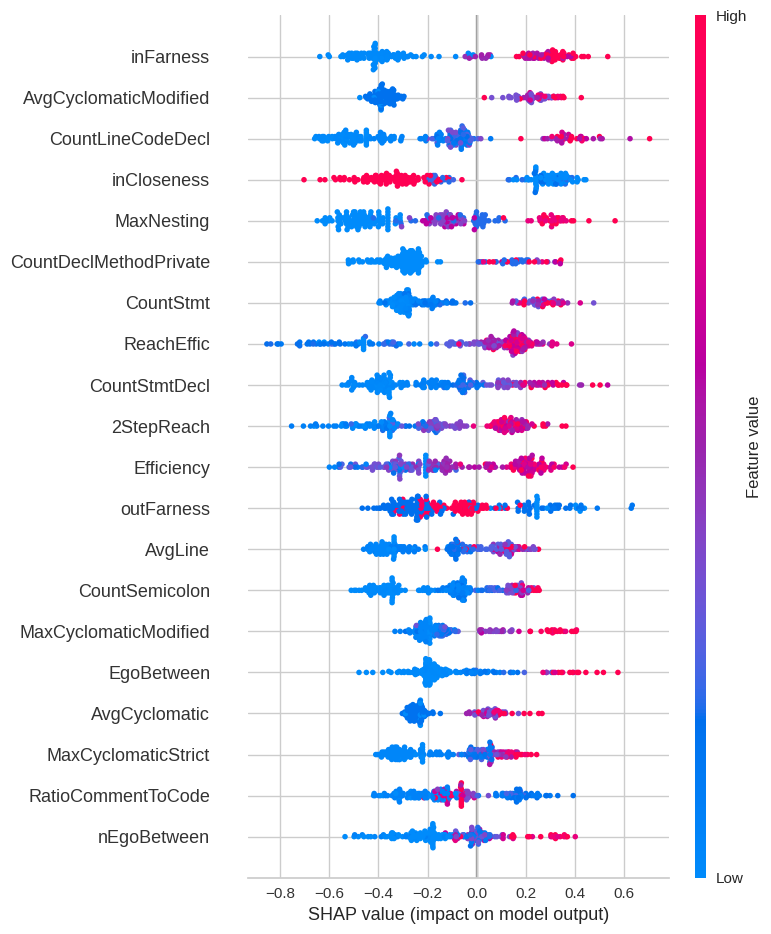 High
inFarness
AvgCyclomaticModified
CountLineCodeDecl
inCloseness
MaxNesting
CountDeclMethodPrivate
CountStmt
ReachEffic
CountStmtDecl
2StepReach
Efficiency
outFarness
AvgLine
CountSemicolon
MaxCyclomaticModified
EgoBetween
AvgCyclomatic
MaxCyclomaticStrict
RatioCommentToCode
nEgoBetween
Feature value
Low
−0.8 −0.6 −0.4 −0.2 0.0 0.2 0.4 0.6
SHAP value (impact on model output)